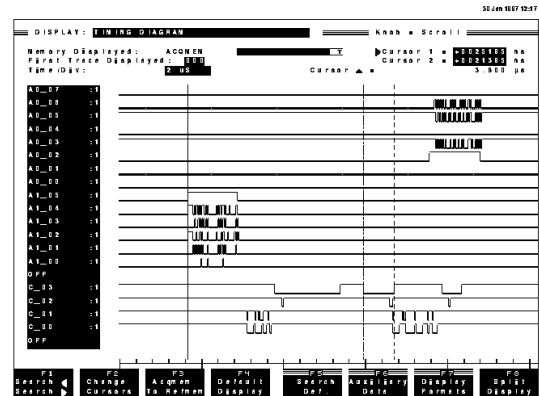 30 Jan 1997 12:17
DISPLAY: TIMING DIAGRAM Knob = Scroll
Memory Displayed: ACQMEM T Cursor 1 = +0025185 ns
First Trace Displayed: 000 Cursor 2 = +0021385 ns
Time/Div: 2 uS Cursor ▲ = 3.800 µs
A0_07 :1
A0_06 :1
A0_05 :1
A0_04 :1
A0_03 :1
A0_02 :1
A0_01 :1
A0_00 :1
A1_05 :1
A1_04 :1
A1_03 :1
A1_02 :1
A1_01 :1
A1_00 :1
OFF
C_03 :1
C_02 :1
C_01 :1
C_00 :1
OFF
F1 F2 F3 F4 F5 F6 F7 F8
Search ◀ Change Acqmem Default Search Auxiliary Display Split
Search ▶ Cursors To Refmem Display Def. Data Formats Display